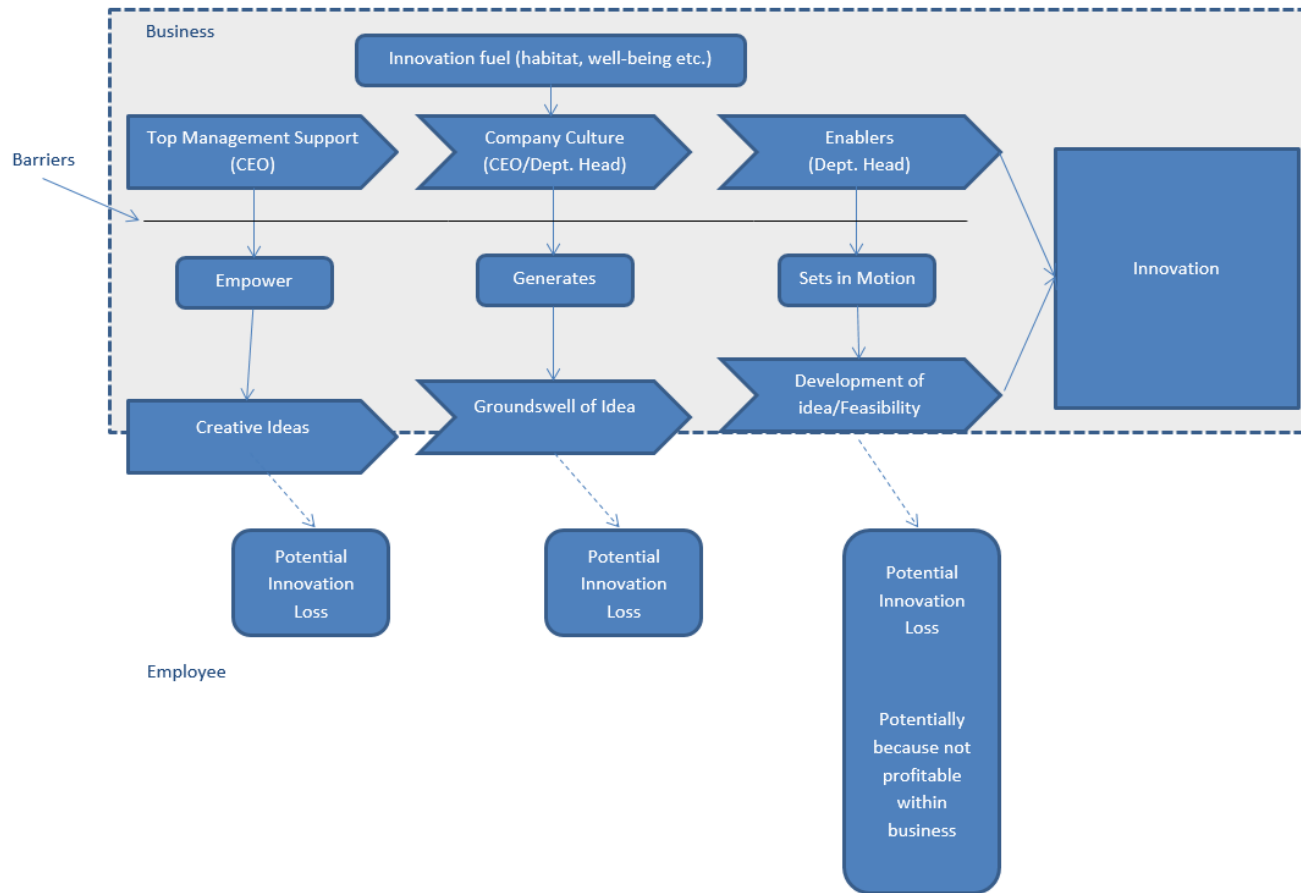 Business
Innovation fuel (habitat, well-being etc.)
Top Management Support
(CEO)
Company Culture
(CEO/Dept. Head)
Enablers
(Dept. Head)
Barriers
Empower
Generates
Sets in Motion
Innovation
Creative Ideas
Groundswell of Idea
Development of
idea/Feasibility
Potential
Innovation
Loss
Potential
Innovation
Loss
Potential
Innovation
Loss
Potentially
because not
profitable
within
business
Employee